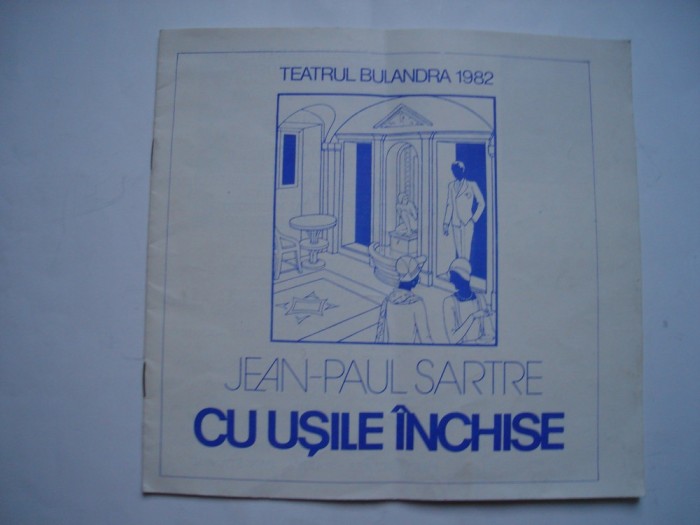 TEATRUL BULANDRA 1982
JEAN-PAUL SARTRE
CU UȘILE ÎNCHISE